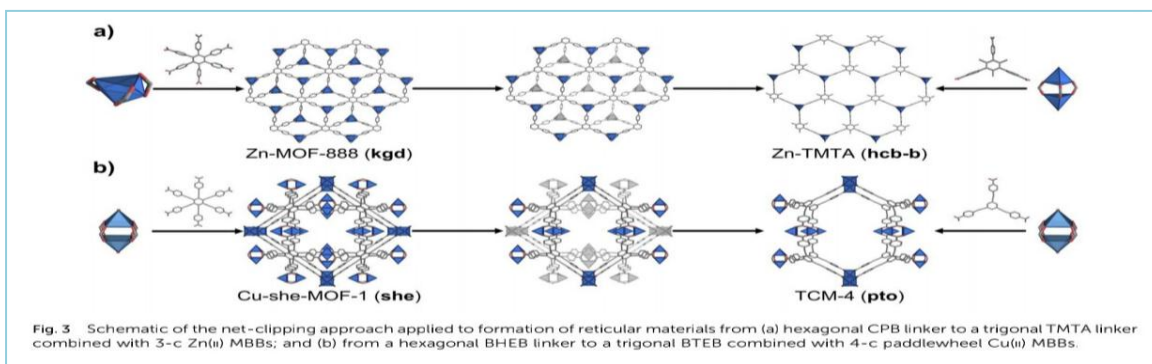 a)
Zn-MOF-888 (kgd)
Zn-TMTA (hcb-b)
b)
Cu-she-MOF-1 (she)
TCM-4 (pto)
Fig. 3 Schematic of the net-clipping approach applied to formation of reticular materials from (a) hexagonal CPB linker to a trigonal TMTA linker
combined with 3-c Zn(II) MBBs; and (b) from a hexagonal BHEB linker to a trigonal BTEB combined with 4-c paddlewheel Cu(II) MBBs.